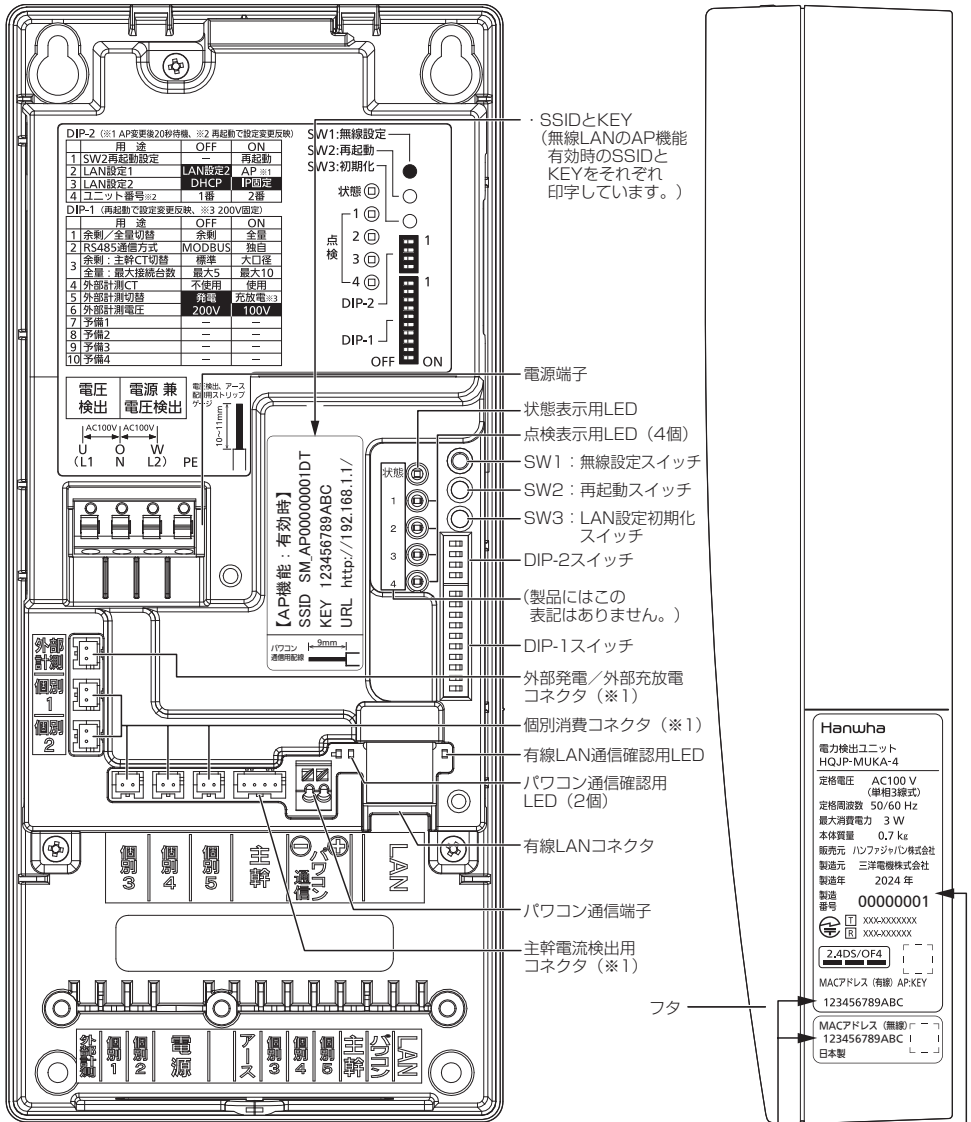 DIP-2（※1 AP変更後20秒待機、※2 再起動で設定変更反映）
用　途　OFF　ON
1 SW2再起動設定　－　再起動
2 LAN設定1　LAN設定2　AP ※1
3 LAN設定2　DHCP　IP固定
4 ユニット番号※2　1番　2番
DIP-1（再起動で設定変更反映、※3 200V固定）
用　途　OFF　ON
1 余剰／全量切替　余剰　全量
2 RS485通信方式　MODBUS　独自
3 余剰：主幹CT切替　標準　大口径
全量：最大接続台数　最大5　最大10
4 外部計測CT　不使用　使用
5 外部計測切替　発電　充放電※3
6 外部計測電圧　200V　100V
7 予備1　－　－
8 予備2　－　－
9 予備3　－　－
10 予備4　－　－
SW1:無線設定
SW2:再起動
SW3:初期化
状態
点検
1
2
3
4
1
DIP-2
1
DIP-1
OFF ON
電圧
検出
電源 兼
電圧検出
電圧検出、アース
配線用ストリップ
ゲージ
10～11mm
AC100V AC100V
U O W
（L1 N L2） PE
【AP機能：有効時】
SSID SM_AP00000001DT
KEY 123456789ABC
URL http://192.168.1.1/
パワコン
通信用配線
9mm
状態
1
2
3
4
外部
計測
個別
1
個別
2
個別3
個別4
個別5
主幹
⊖パワコン通信⊕
LAN
外部計測
個別1
個別2
電源
アース
個別3
個別4
個別5
主幹
パワコン
LAN
・SSIDとKEY
（無線LANのAP機能
有効時のSSIDと
KEYをそれぞれ
印字しています。）
電源端子
状態表示用LED
点検表示用LED（4個）
SW1：無線設定スイッチ
SW2：再起動スイッチ
SW3：LAN設定初期化
スイッチ
DIP-2スイッチ
（製品にはこの
表記はありません。）
DIP-1スイッチ
外部発電／外部充放電
コネクタ（※1）
個別消費コネクタ（※1）
有線LAN通信確認用LED
パワコン通信確認用
LED（2個）
有線LANコネクタ
パワコン通信端子
主幹電流検出用
コネクタ（※1）
フタ
Hanwha
電力検出ユニット
HQJP-MUKA-4
定格電圧 AC100 V
（単相3線式）
定格周波数 50/60 Hz
最大消費電力 3 W
本体質量 0.7 kg
販売元 ハンファジャパン株式会社
製造元 三洋電機株式会社
製造年 2024 年
製造
番号 00000001
T XXX-XXXXXXX
R XXX-XXXXXX
2.4DS/OF4
MACアドレス（有線） AP:KEY
123456789ABC
MACアドレス（無線）
123456789ABC
日本製